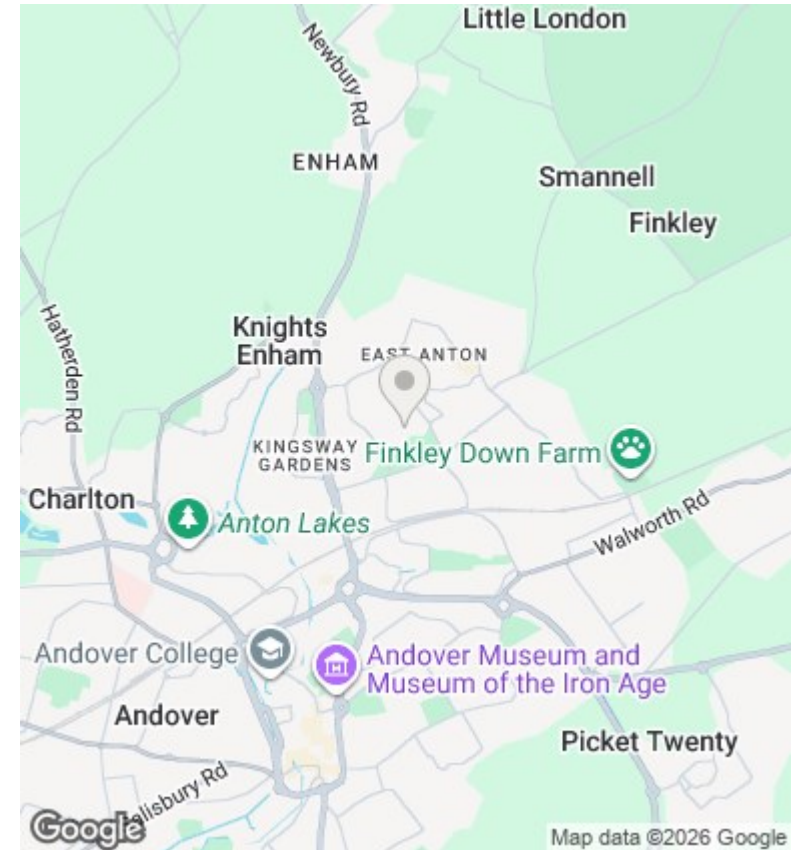 Little London
Newbury Rd
ENHAM
Smannell
Finkley
Hatherden Rd
Knights
Enham
EAST ANTON
KINGSWAY
GARDENS
Finkley Down Farm
Charlton
Anton Lakes
Walworth Rd
Andover College
Andover Museum and
Museum of the Iron Age
Andover
Picket Twenty
Salisbury Rd
Google
Map data ©2026 Google